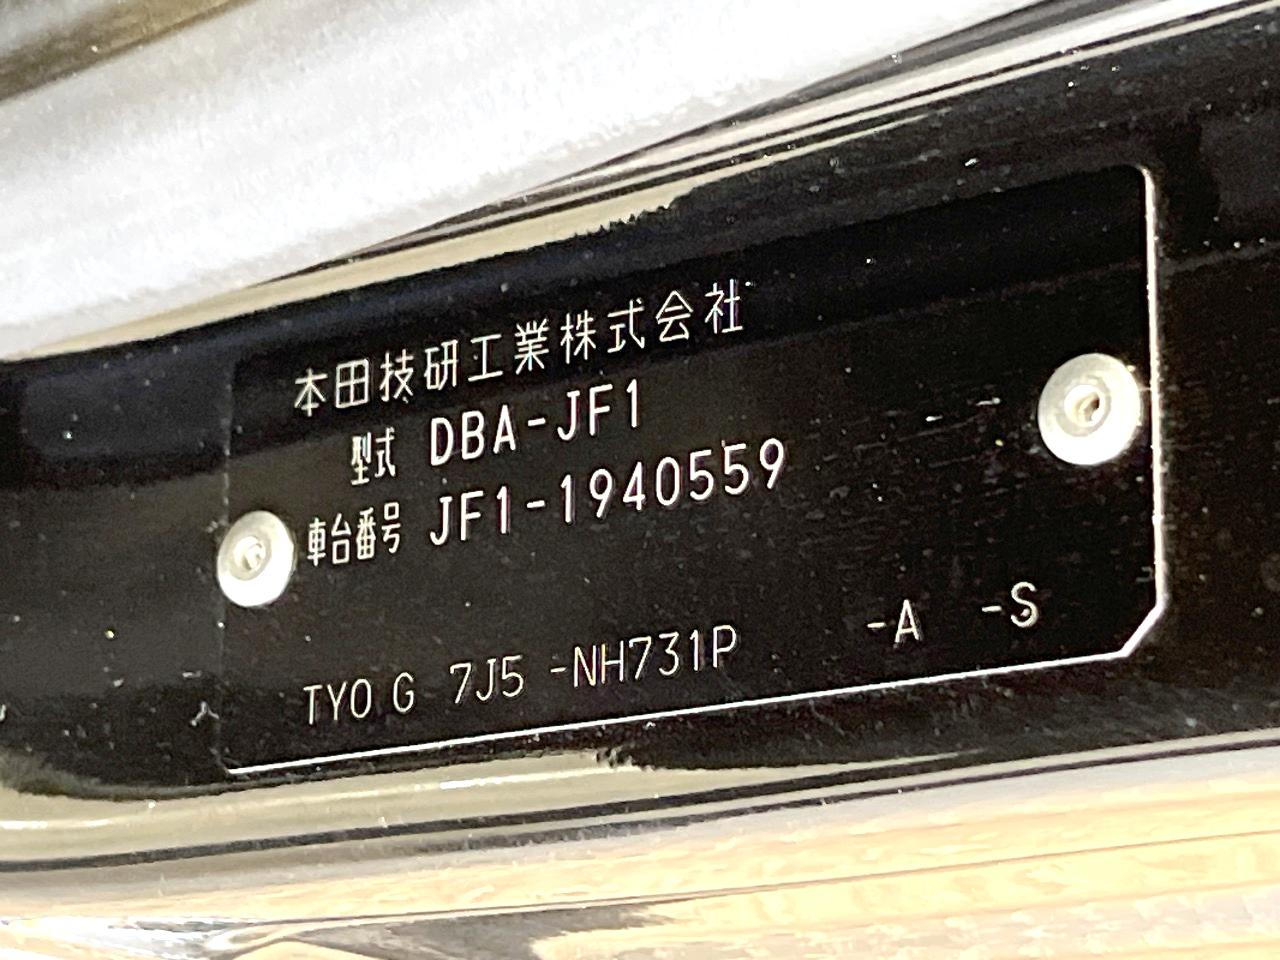 本田技研工業株式会社
型式 DBA-JF1
車台番号 JF1-1940559
TYO G 7J5 -NH731P -A -S